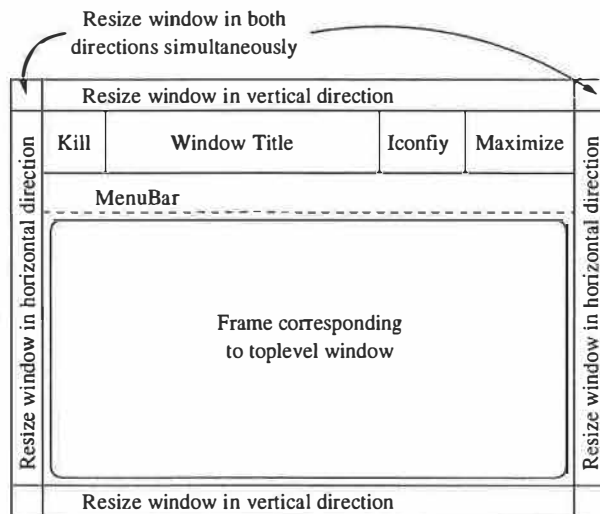 Resize window in both
directions simultaneously
Resize window in vertical direction
Kill
Window Title
Iconfiy
Maximize
MenuBar
Resize window in horizontal direction
Frame corresponding
to toplevel window
Resize window in horizontal direction
Resize window in vertical direction